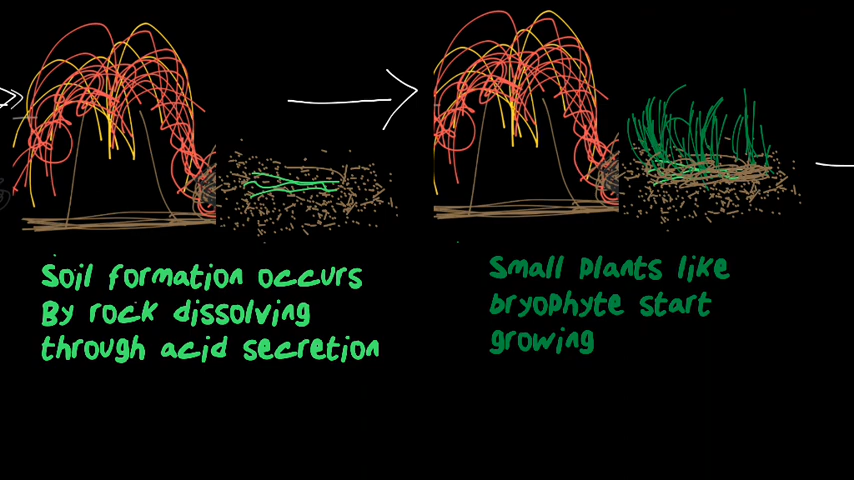 Soil formation occurs
By rock dissolving
through acid secretion
Small plants like
bryophyte start
growing